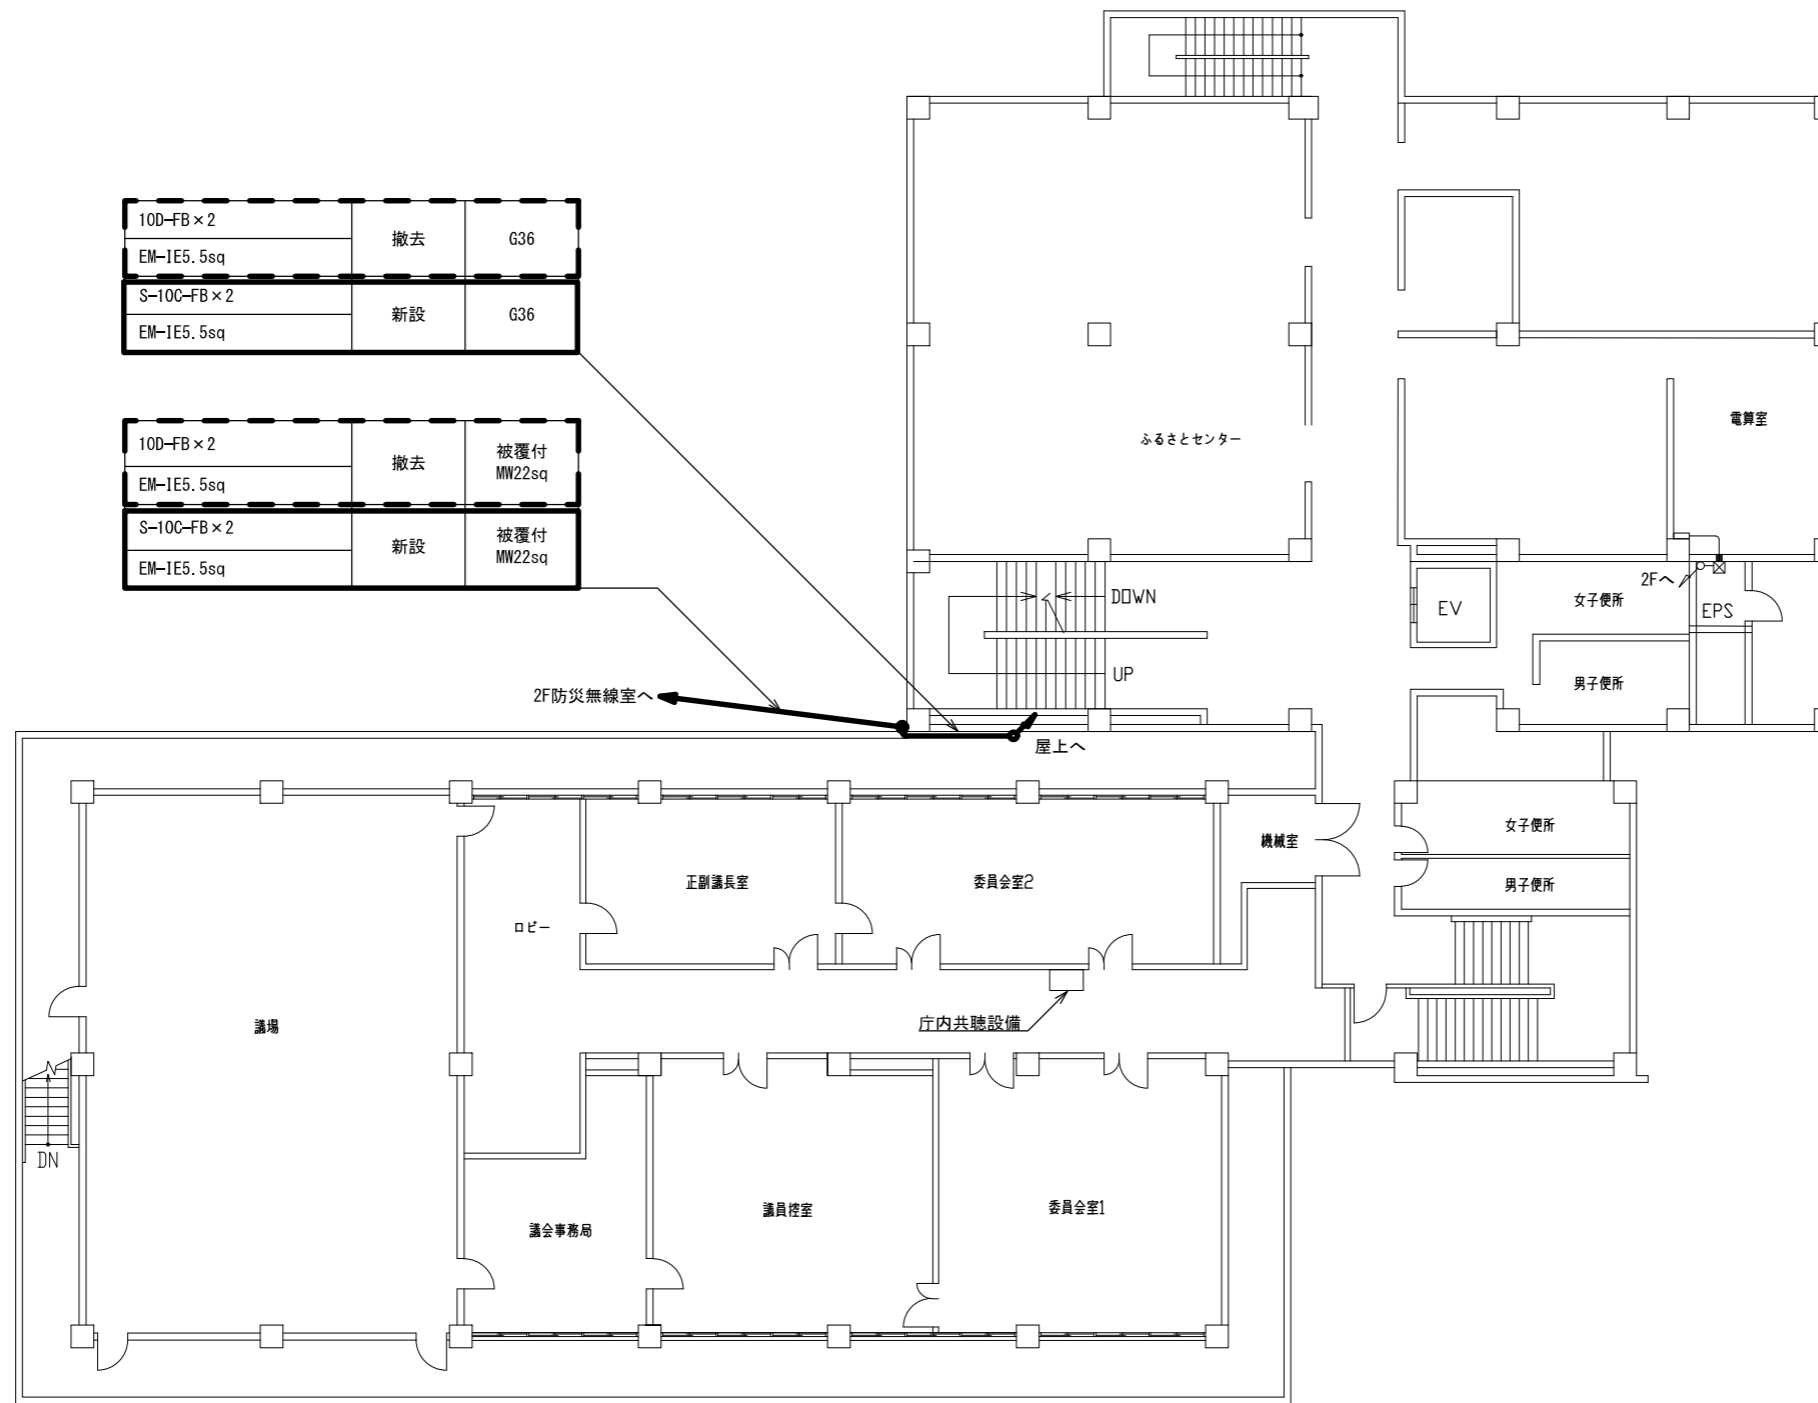 10D-FB×2
撤去
G36
EM-IE5.5sq
S-10C-FB×2
新設
G36
EM-IE5.5sq
10D-FB×2
撤去
被覆付
MW22sq
EM-IE5.5sq
S-10C-FB×2
新設
被覆付
MW22sq
EM-IE5.5sq
ふるさとセンター
電算室
2Fへ
女子便所
EPS
EV
男子便所
DOWN
UP
2F防災無線室へ
屋上へ
女子便所
機械室
男子便所
正副議長室
委員会室2
ロビー
議場
庁内共聴設備
DN
議会事務局
議員控室
委員会室1